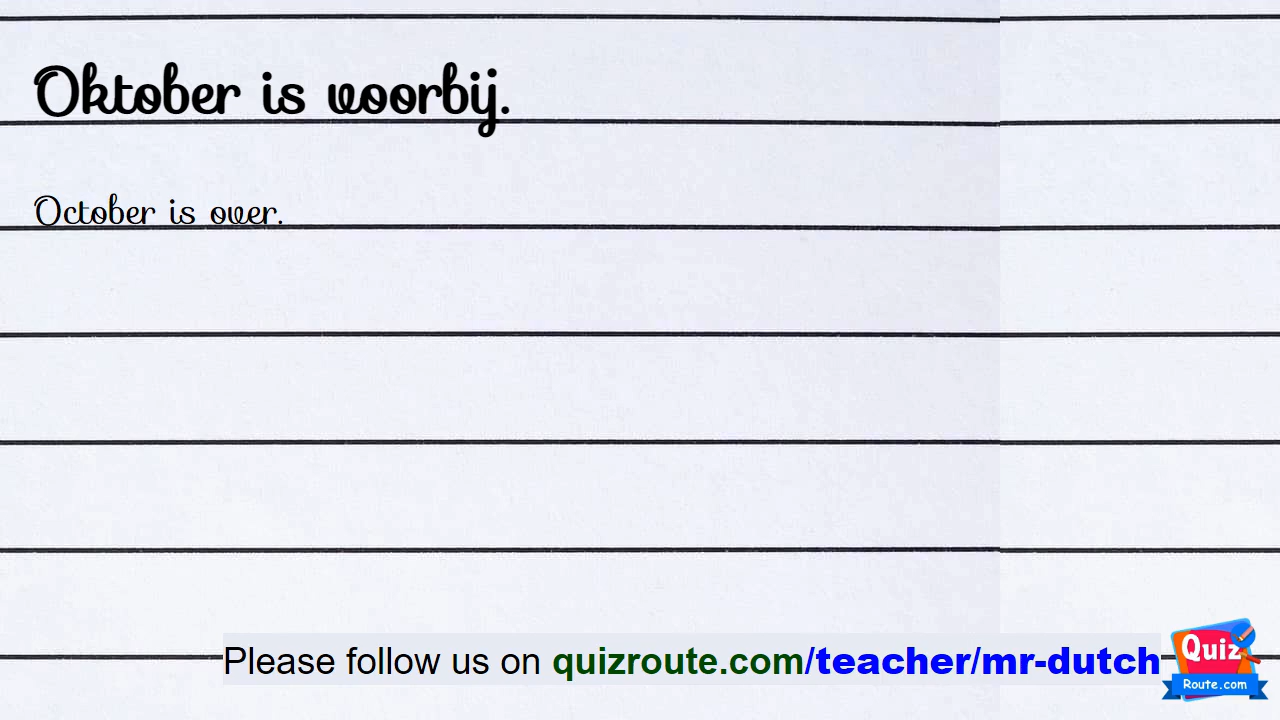 Oktober is voorbij.
October is over.
Please follow us on quizroute.com/teacher/mr-dutch
Quiz
Route.com